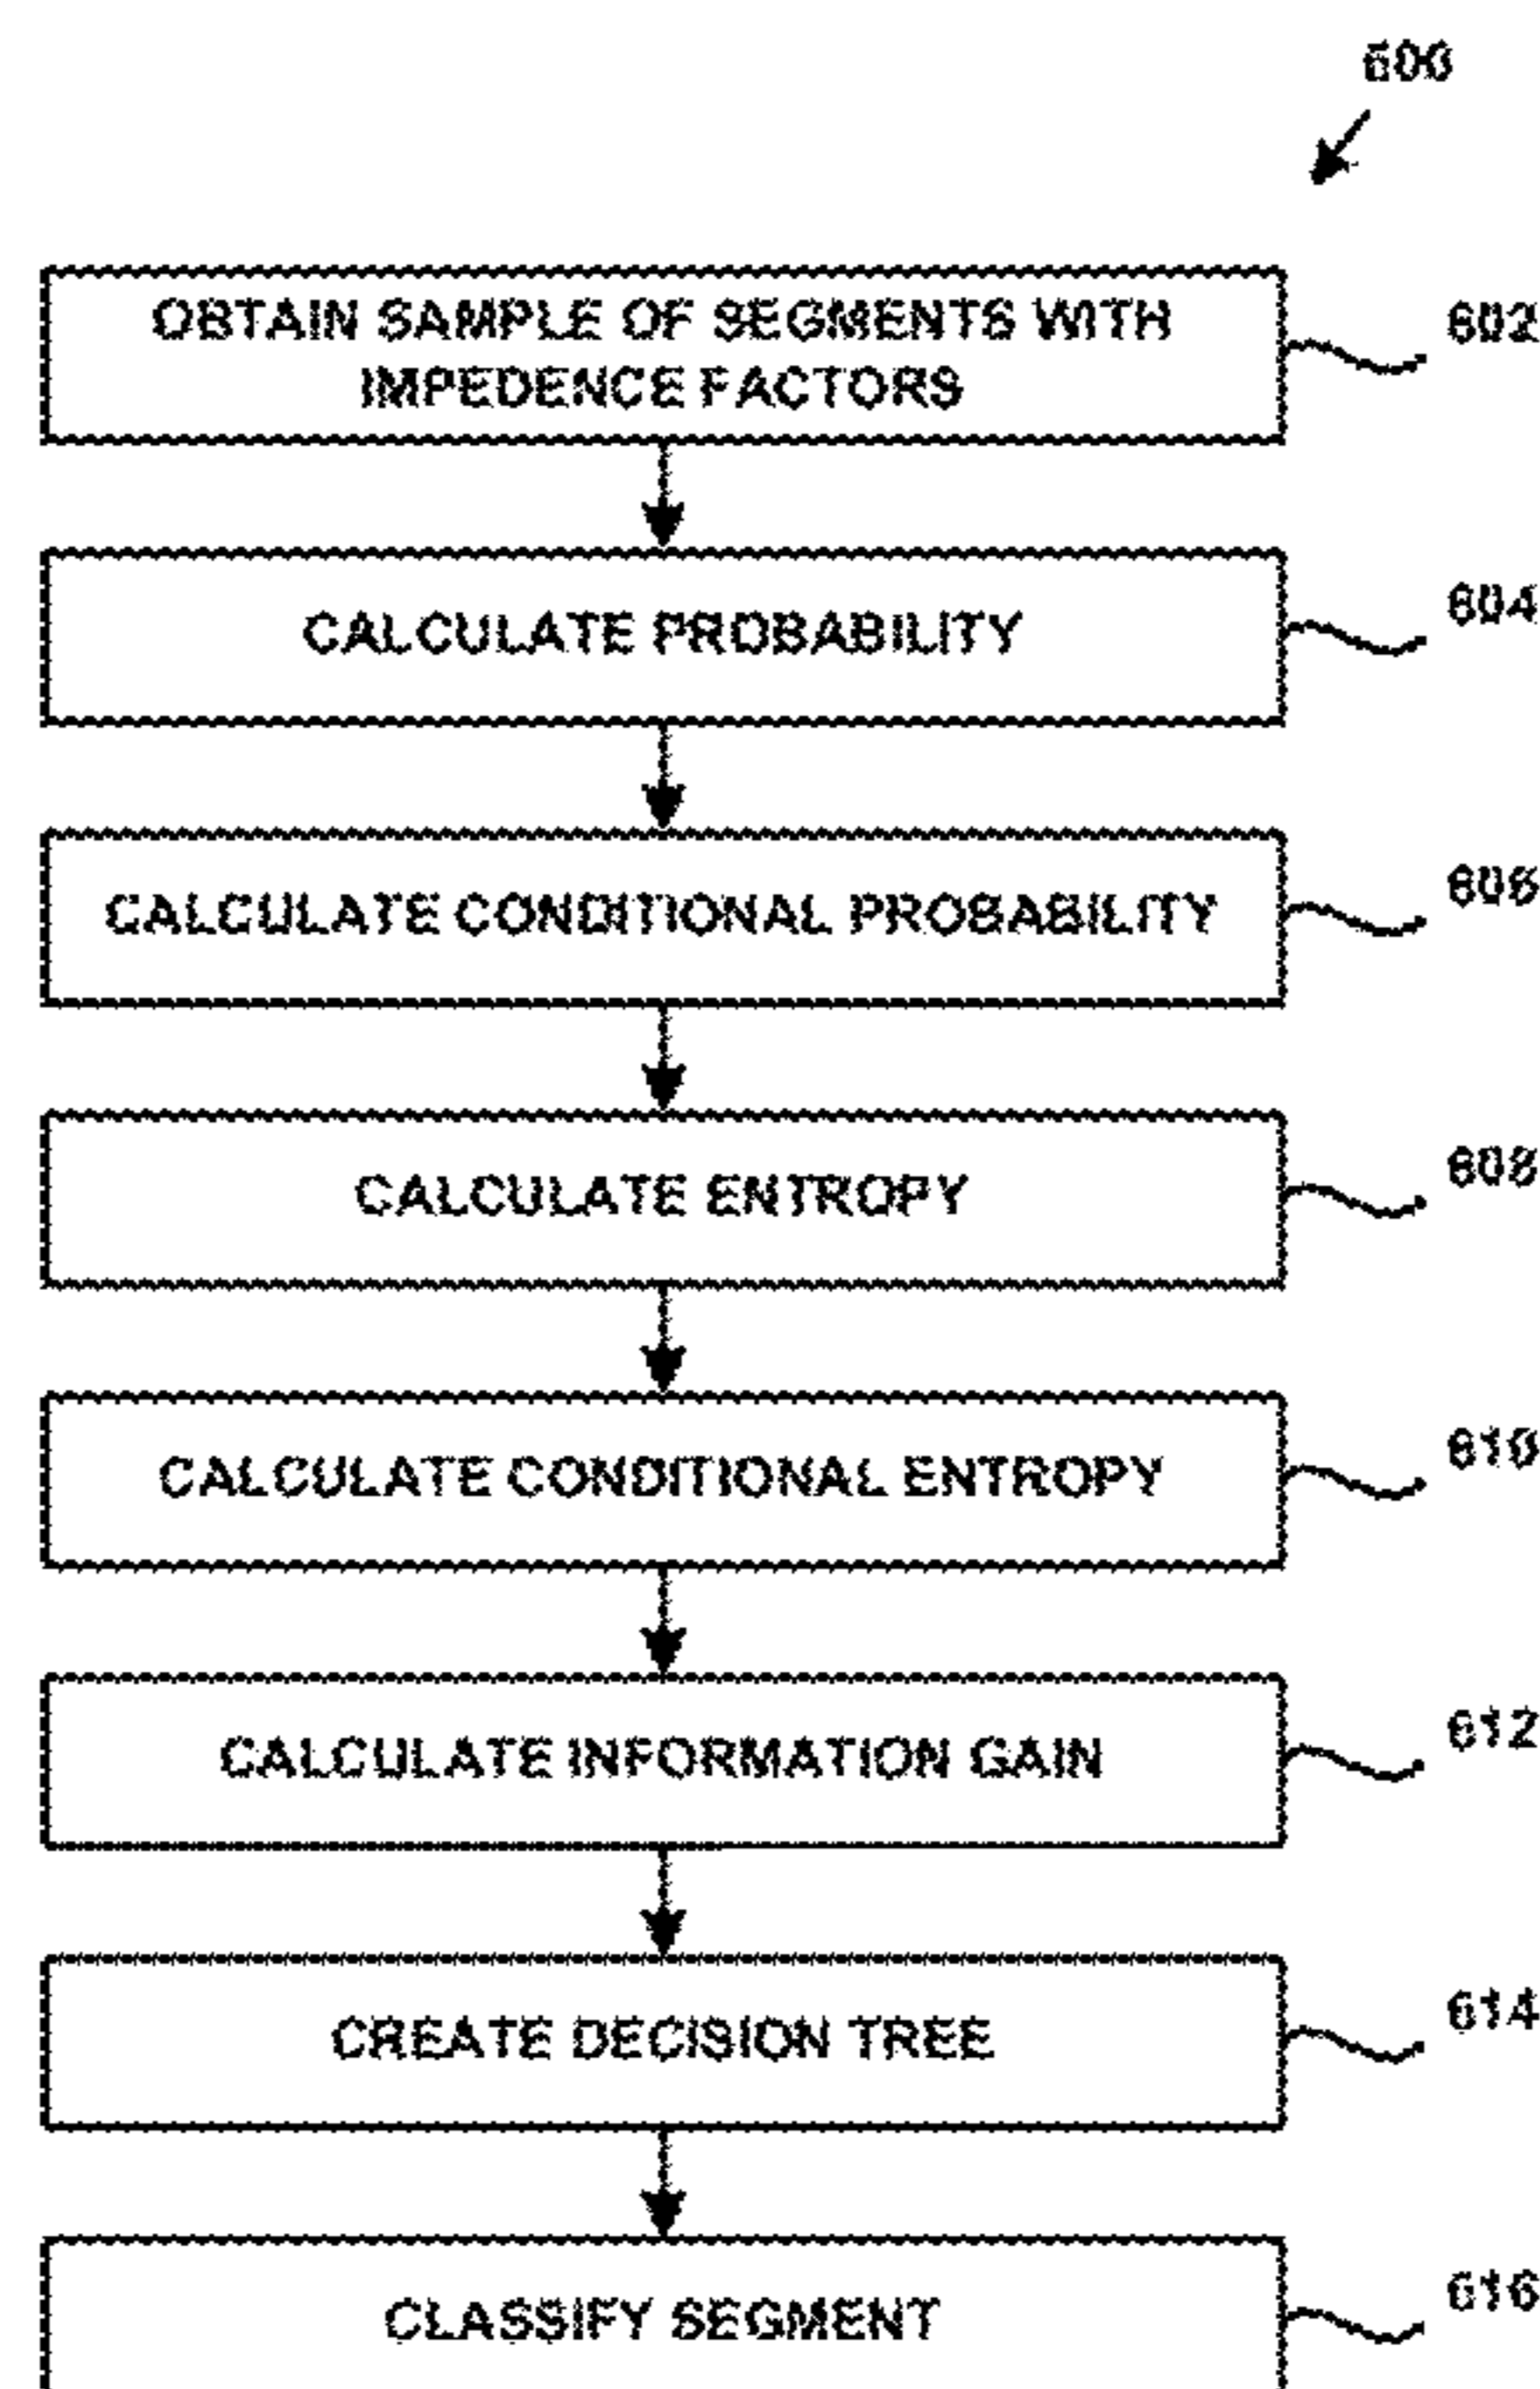 600
OBTAIN SAMPLE OF SEGMENTS WITH
IMPEDENCE FACTORS
602
CALCULATE PROBABILITY
604
CALCULATE CONDITIONAL PROBABILITY
606
CALCULATE ENTROPY
608
CALCULATE CONDITIONAL ENTROPY
610
CALCULATE INFORMATION GAIN
612
CREATE DECISION TREE
614
CLASSIFY SEGMENT
616